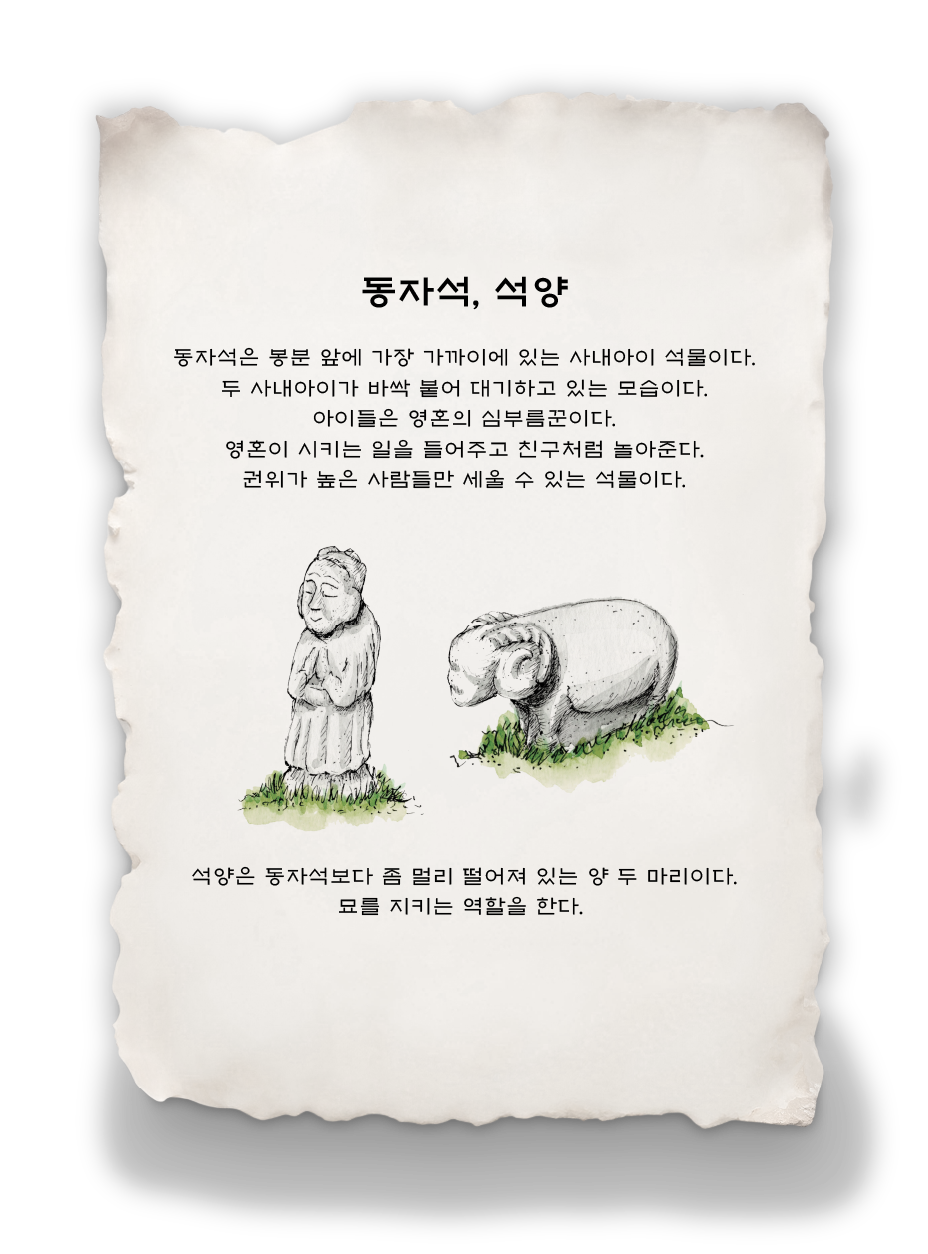 동자석, 석양
동자석은 봉분 앞에 가장 가까이에 있는 사내아이 석물이다.
두 사내아이가 바싹 붙어 대기하고 있는 모습이다.
아이들은 영혼의 심부름꾼이다.
영혼이 시키는 일을 들어주고 친구처럼 놀아준다.
권위가 높은 사람들만 세울 수 있는 석물이다.
석양은 동자석보다 좀 멀리 떨어져 있는 양 두 마리이다.
묘를 지키는 역할을 한다.